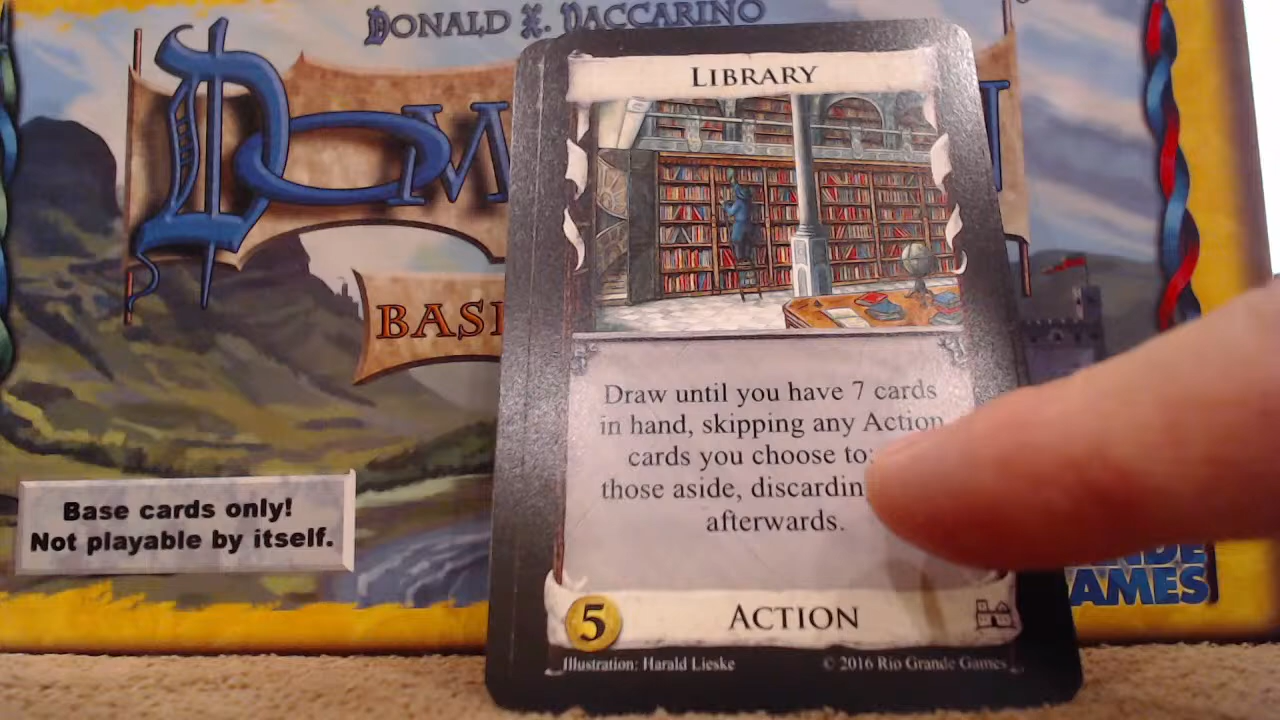 DONALD X. VACCARINO
LIBRARY
Draw until you have 7 cards
in hand, skipping any Action
cards you choose to;
those aside, discardin
afterwards.
Base cards only!
Not playable by itself.
5 ACTION
AMES
Illustration: Harald Lieske © 2016 Rio Grande Games